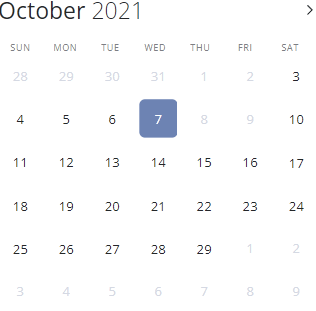 October 2021
SUN MON TUE WED THU FRI SAT
28 29 30 31 1 2 3
4 5 6 7 8 9 10
11 12 13 14 15 16 17
18 19 20 21 22 23 24
25 26 27 28 29 1 2
3 4 5 6 7 8 9